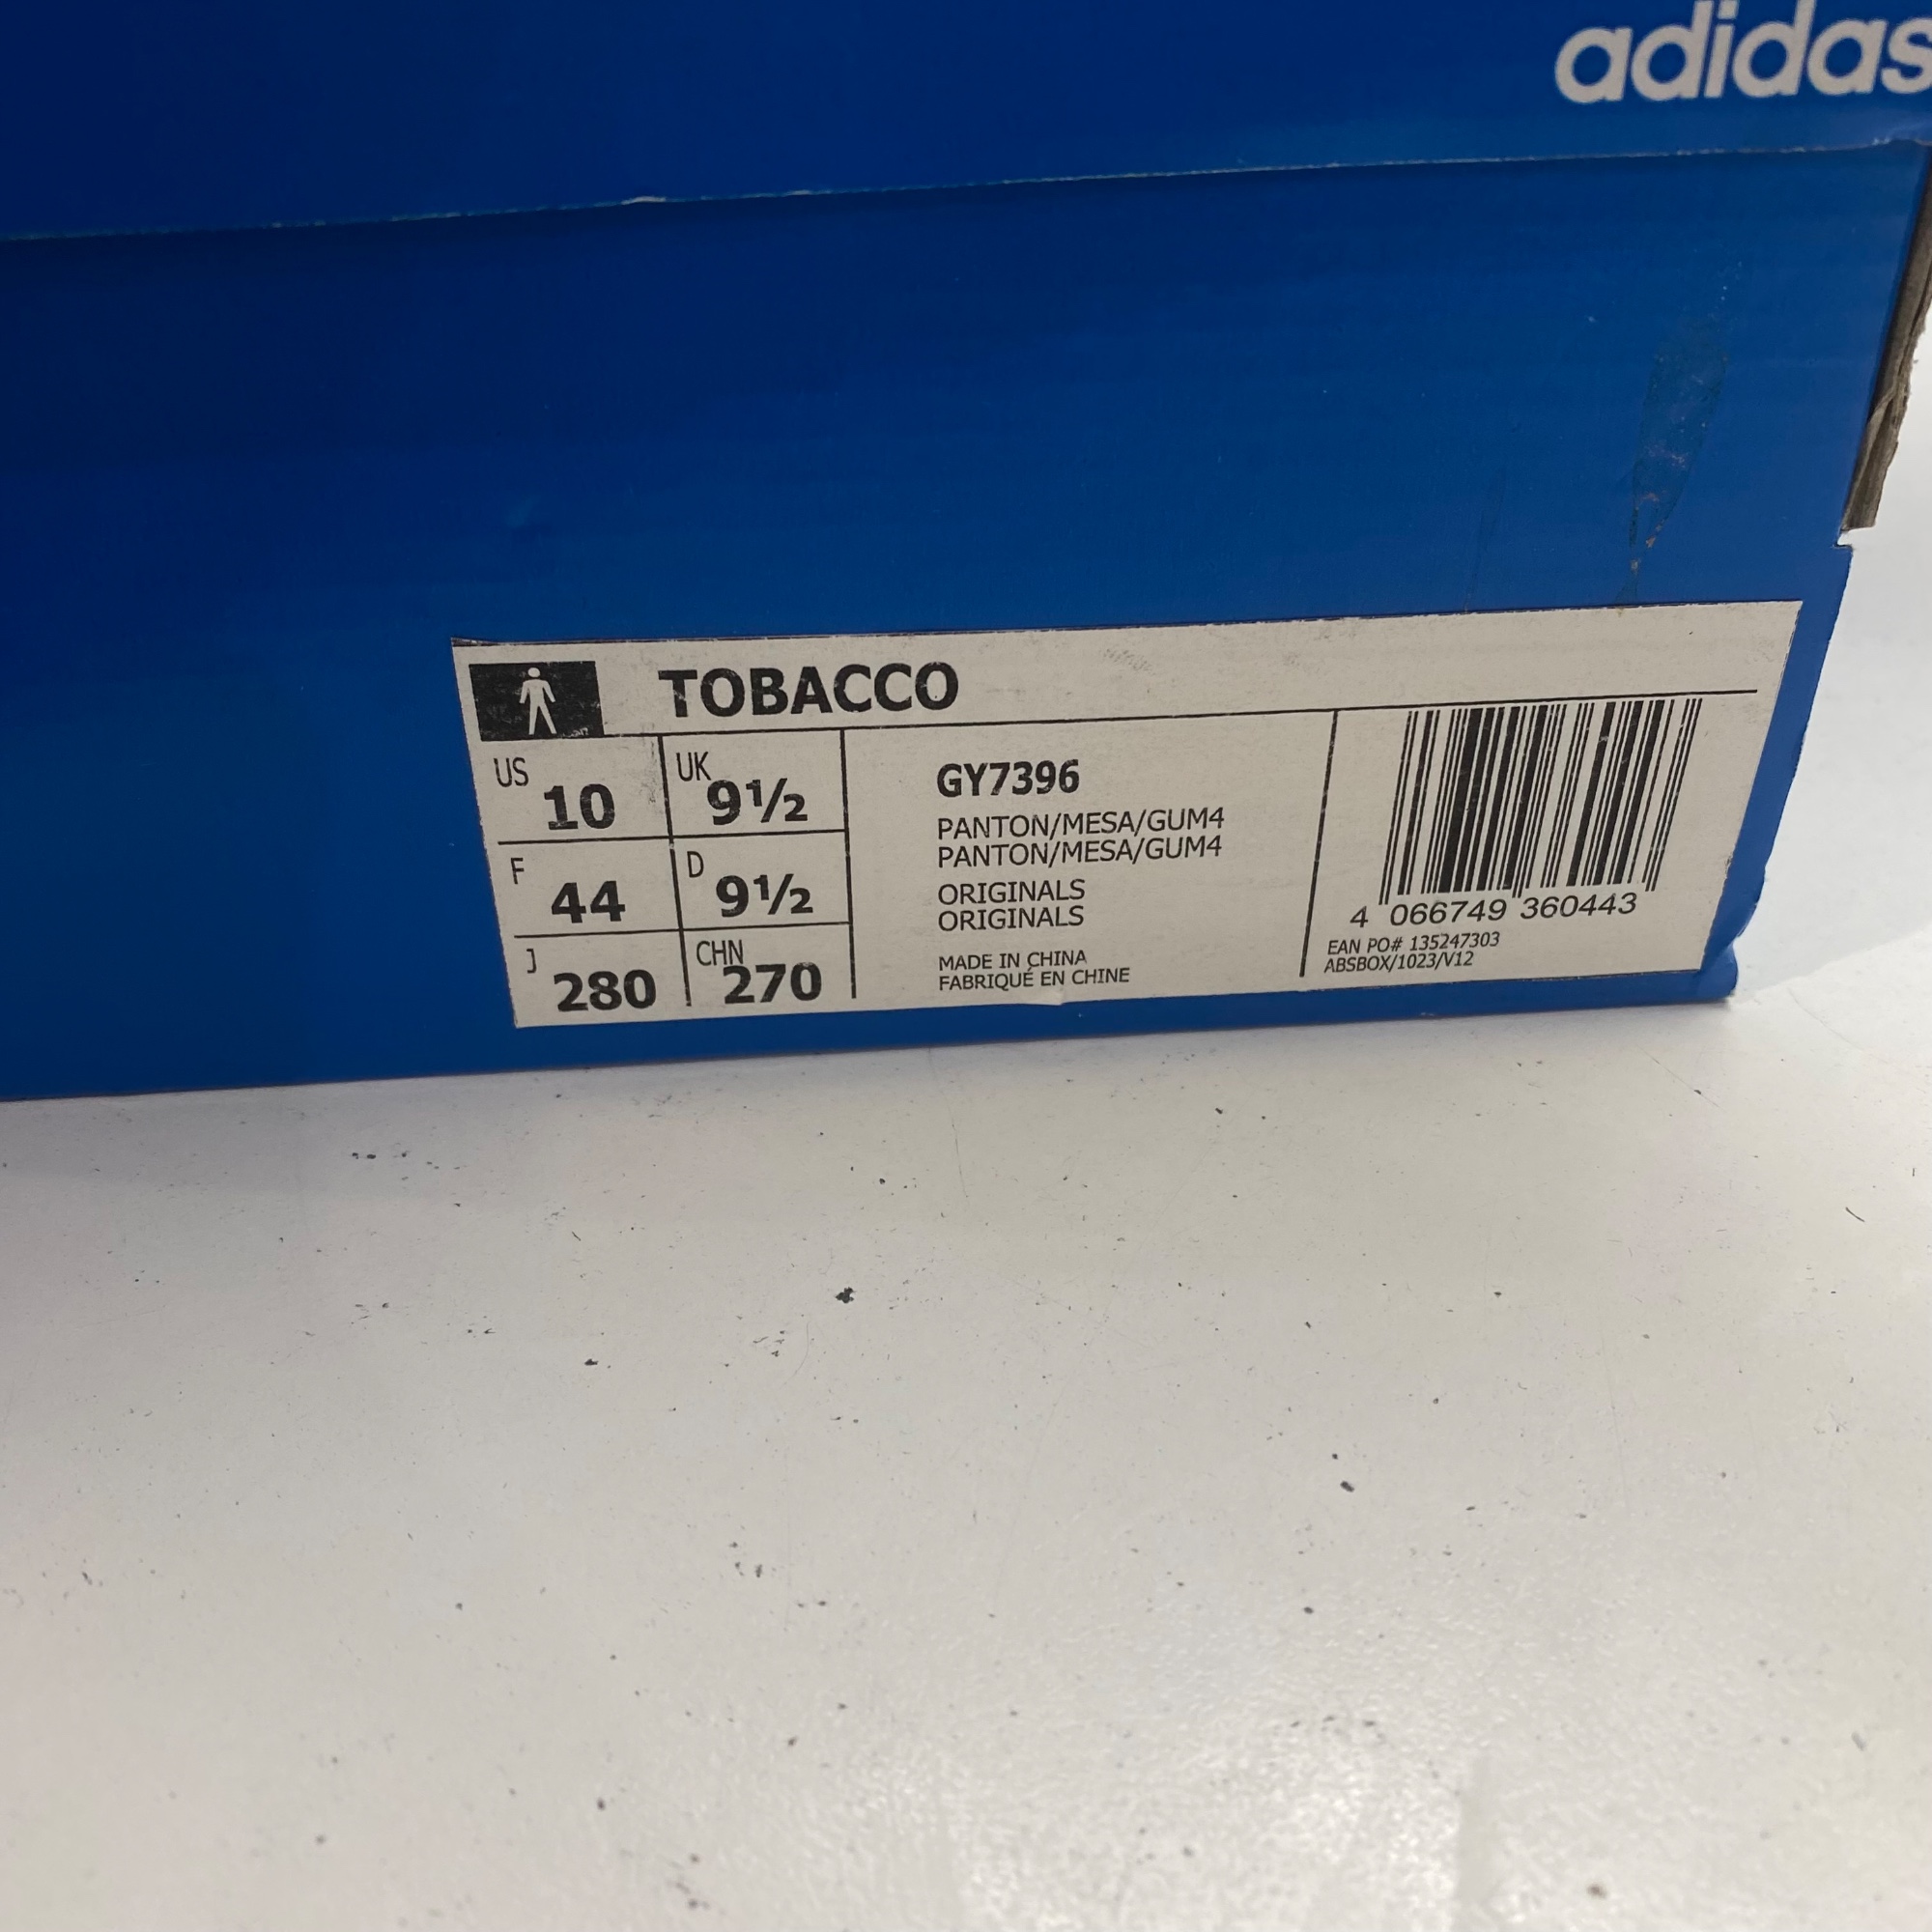 adidas
TOBACCO
US 10
UK 9½
F 44
D 9½
J 280
CHN 270
GY7396
PANTON/MESA/GUM4
PANTON/MESA/GUM4
ORIGINALS
ORIGINALS
MADE IN CHINA
FABRIQUÉ EN CHINE
4 066749 360443
EAN PO# 135247303
ABSBOX/1023/V12